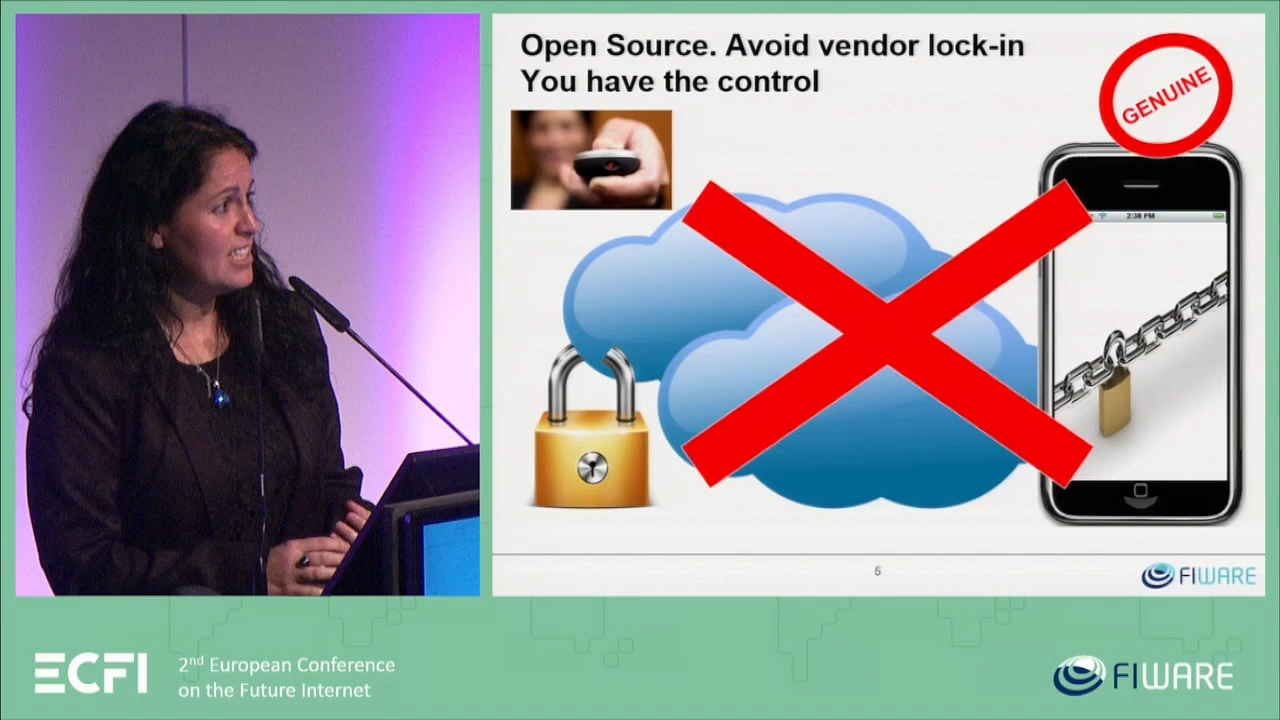 Open Source. Avoid vendor lock-in
You have the control
GENUINE
2:38 PM
5
FIWARE
ECFI
2nd European Conference
on the Future Internet
FIWARE